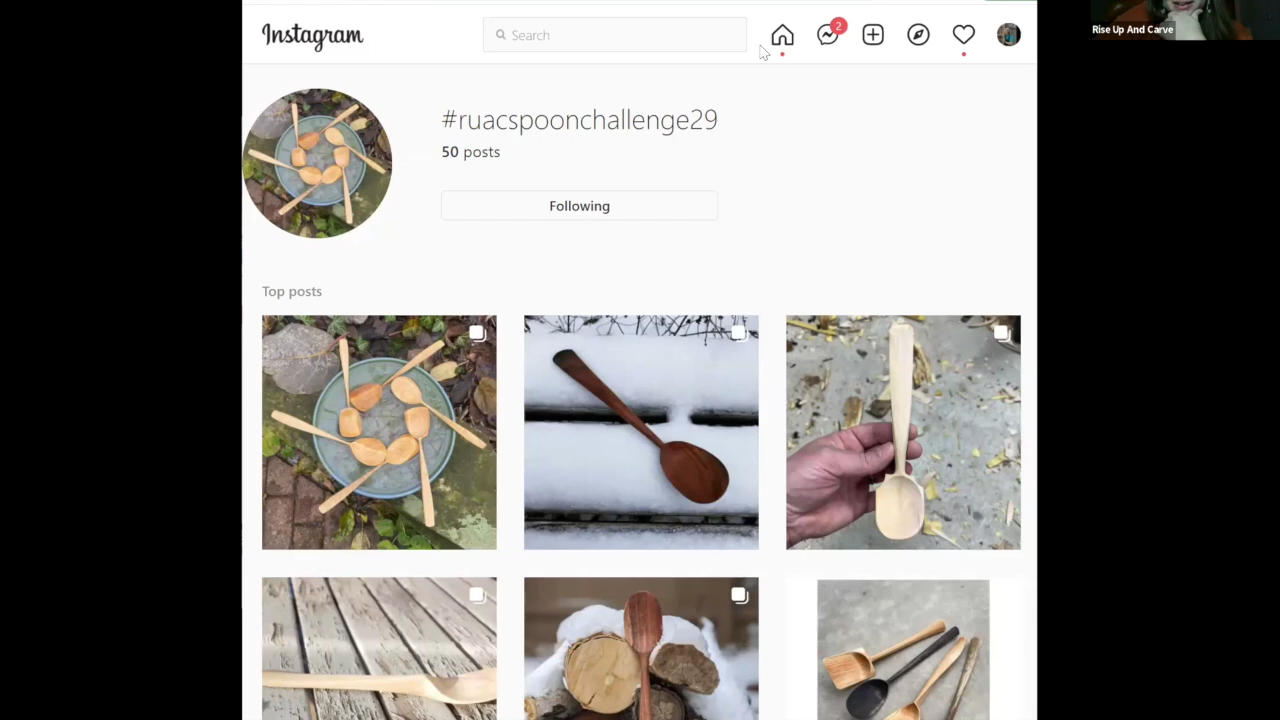 Instagram
Search
2
Rise Up And Carve
#ruacspoonchallenge29
50 posts
Following
Top posts